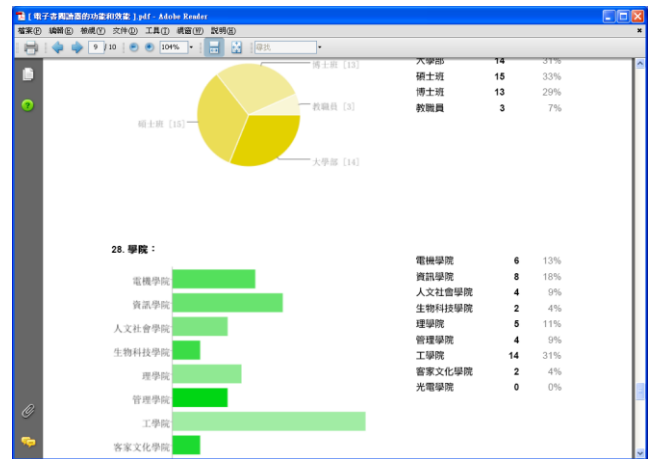 [ 電子書閱讀器的功能和效能 ].pdf - Adobe Reader
檔案(F) 編輯(E) 檢視(V) 文件(D) 工具(T) 視窗(W) 說明(H)
9 / 10 104% 尋找
大學部 14 31%
碩士班 15 33%
博士班 13 29%
教職員 3 7%
博士班 [13]
教職員 [3]
碩士班 [15]
大學部 [14]
28. 學院：
電機學院 6 13%
資訊學院 8 18%
人文社會學院 4 9%
生物科技學院 2 4%
理學院 5 11%
管理學院 4 9%
工學院 14 31%
客家文化學院 2 4%
光電學院 0 0%
電機學院
資訊學院
人文社會學院
生物科技學院
理學院
管理學院
工學院
客家文化學院